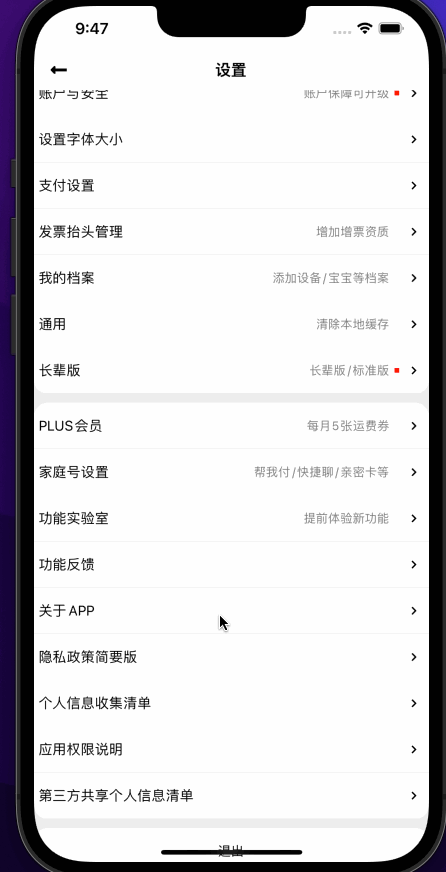 9:47
设置
账户与安全 账户保障可升级
设置字体大小
支付设置
发票抬头管理 增加增票资质
我的档案 添加设备/宝宝等档案
通用 清除本地缓存
长辈版 长辈版/标准版
PLUS会员 每月5张运费券
家庭号设置 帮我付/快捷聊/亲密卡等
功能实验室 提前体验新功能
功能反馈
关于APP
隐私政策简要版
个人信息收集清单
应用权限说明
第三方共享个人信息清单
退出